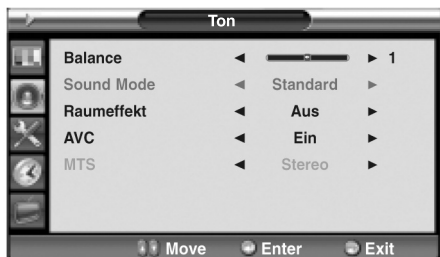 Ton
Balance 1
Sound Mode Standard
Raumeffekt Aus
AVC Ein
MTS Stereo
Move Enter Exit